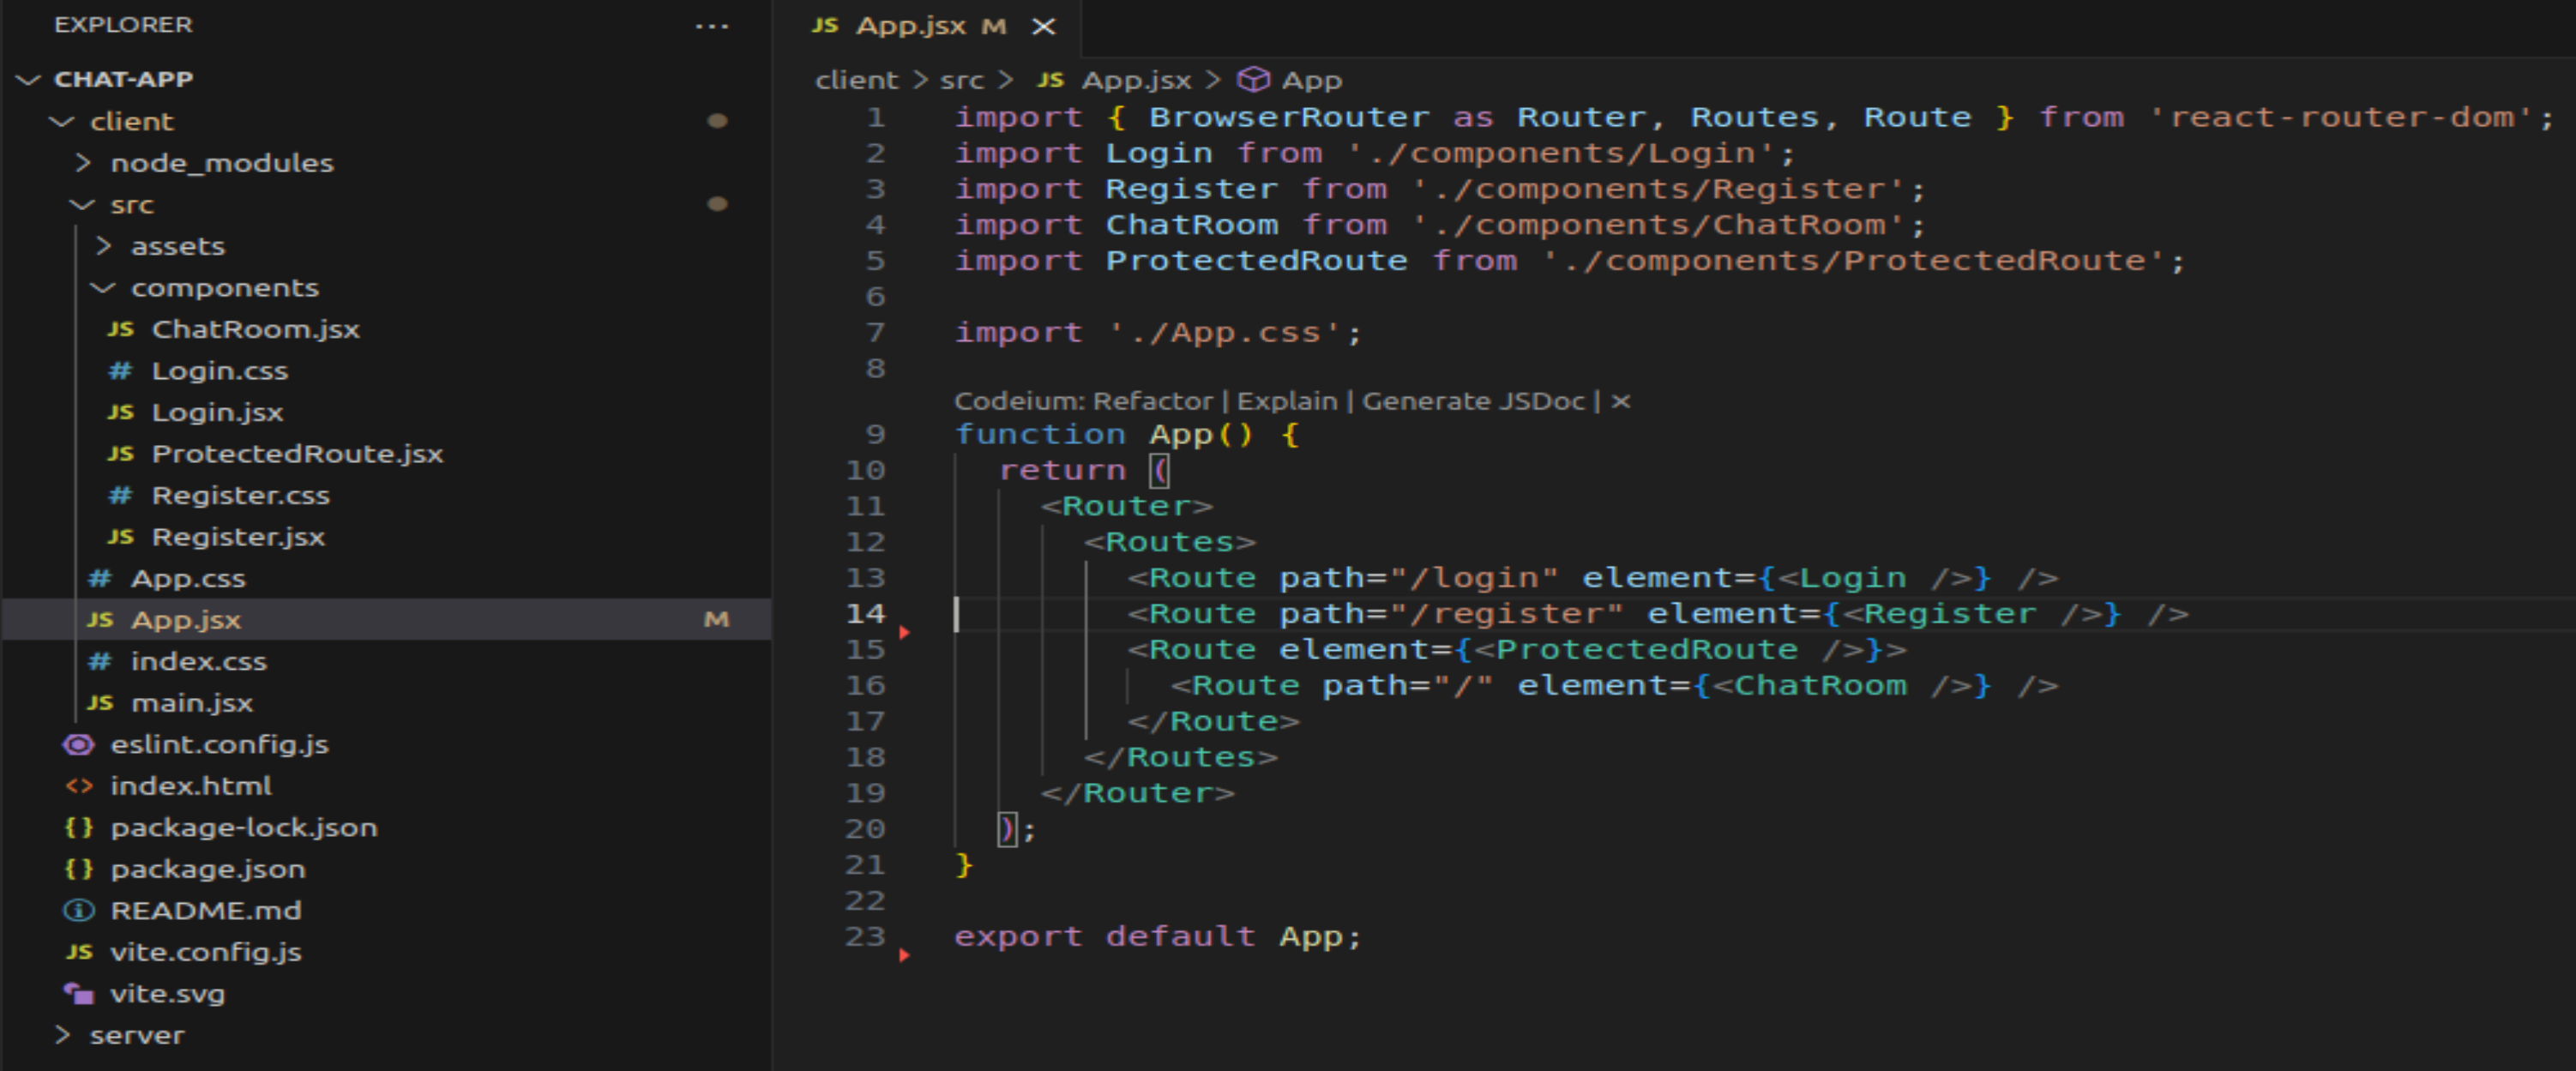 EXPLORER ...
CHAT-APP
client
node_modules
src
assets
components
JS ChatRoom.jsx
# Login.css
JS Login.jsx
JS ProtectedRoute.jsx
# Register.css
JS Register.jsx
# App.css
JS App.jsx M
# index.css
JS main.jsx
eslint.config.js
<> index.html
{} package-lock.json
{} package.json
README.md
JS vite.config.js
vite.svg
server
JS App.jsx M ×
client > src > JS App.jsx > App
1 import { BrowserRouter as Router, Routes, Route } from 'react-router-dom';
2 import Login from './components/Login';
3 import Register from './components/Register';
4 import ChatRoom from './components/ChatRoom';
5 import ProtectedRoute from './components/ProtectedRoute';
6
7 import './App.css';
8
Codeium: Refactor | Explain | Generate JSDoc | ×
9 function App() {
10 return (
11 <Router>
12 <Routes>
13 <Route path="/login" element={<Login />} />
14 <Route path="/register" element={<Register />} />
15 <Route element={<ProtectedRoute />}>
16 <Route path="/" element={<ChatRoom />} />
17 </Route>
18 </Routes>
19 </Router>
20 );
21 }
22
23 export default App;